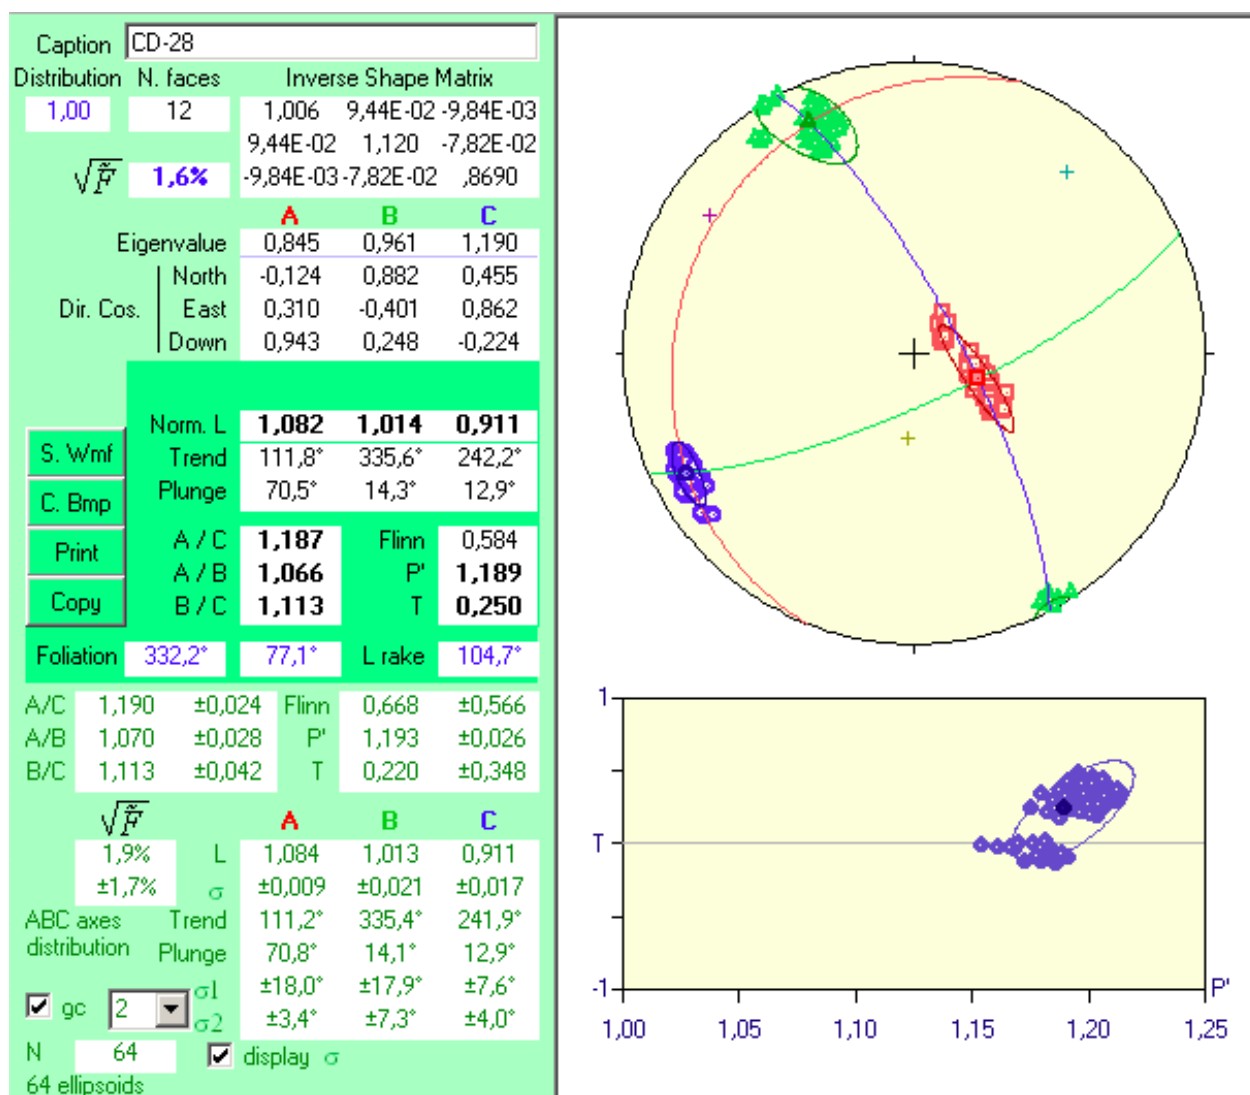 Caption CD-28
Distribution N. faces Inverse Shape Matrix
1,00 12 1,006 9,44E-02 -9,84E-03
9,44E-02 1,120 -7,82E-02
√F̃ 1,6% -9,84E-03 -7,82E-02 ,8690
A B C
Eigenvalue 0,845 0,961 1,190
North -0,124 0,882 0,455
Dir. Cos. East 0,310 -0,401 0,862
Down 0,943 0,248 -0,224
Norm. L 1,082 1,014 0,911
S. Wmf Trend 111,8° 335,6° 242,2°
C. Bmp Plunge 70,5° 14,3° 12,9°
Print A / C 1,187 Flinn 0,584
A / B 1,066 P' 1,189
Copy B / C 1,113 T 0,250
Foliation 332,2° 77,1° L rake 104,7°
A/C 1,190 ±0,024 Flinn 0,668 ±0,566
A/B 1,070 ±0,028 P' 1,193 ±0,026
B/C 1,113 ±0,042 T 0,220 ±0,348
√F̃ A B C
1,9% L 1,084 1,013 0,911
±1,7% σ ±0,009 ±0,021 ±0,017
ABC axes Trend 111,2° 335,4° 241,9°
distribution Plunge 70,8° 14,1° 12,9°
gc 2 σ1 ±18,0° ±17,9° ±7,6°
σ2 ±3,4° ±7,3° ±4,0°
N 64 display σ
64 ellipsoids
1
T
-1 P'
1,00 1,05 1,10 1,15 1,20 1,25